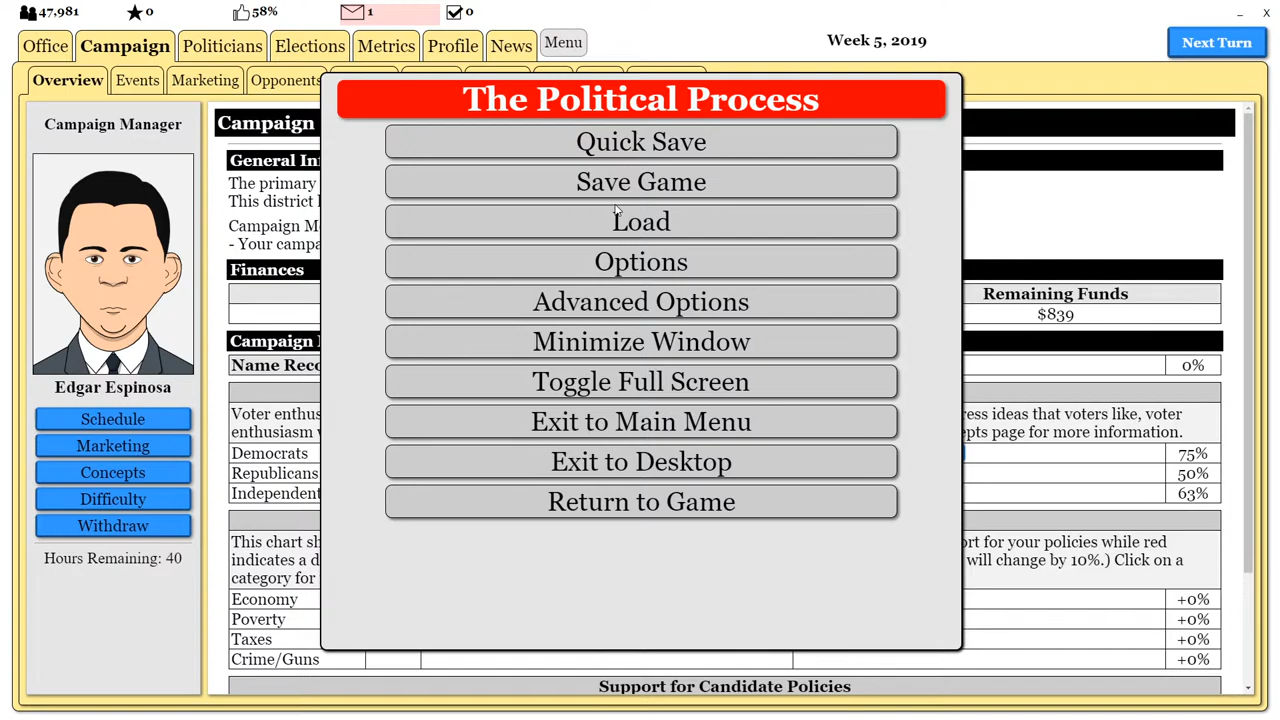 47,981 0 58% 1 0
_ X
Office Campaign Politicians Elections Metrics Profile News Menu Week 5, 2019 Next Turn
Overview Events Marketing Opponents
Campaign Manager
Edgar Espinosa
Schedule
Marketing
Concepts
Difficulty
Withdraw
Hours Remaining: 40
Campaign
General In
The primary
This district
Campaign M
- Your campa
Finances
Remaining Funds
$839
Campaign
Name Reco 0%
Voter enthus ress ideas that voters like, voter
enthusiasm cepts page for more information.
Democrats 75%
Republicans 50%
Independent 63%
This chart sh ort for your policies while red
indicates a d will change by 10%.) Click on a
category for
Economy +0%
Poverty +0%
Taxes +0%
Crime/Guns +0%
Support for Candidate Policies
The Political Process
Quick Save
Save Game
Load
Options
Advanced Options
Minimize Window
Toggle Full Screen
Exit to Main Menu
Exit to Desktop
Return to Game